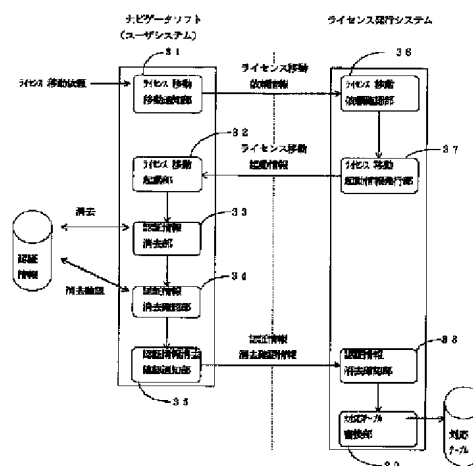 ナビゲータソフト
(ユーザシステム)
ライセンス発行システム
31
36
ライセンス移動依頼
ライセンス 移動
移動通知部
ライセンス移動
依頼情報
ライセンス 移動
依頼確認部
32
37
ライセンス 移動
起動部
ライセンス移動
起動情報
ライセンス 移動
起動情報発行部
消去
33
認証情報
消去部
認証
情報
34
消去確認
認証情報
消去確認部
認証情報
消去確認情報
38
認証情報消去
確認通知部
認証情報
消去確認部
35
対応テーブル
書換部
対応
テーブル
39